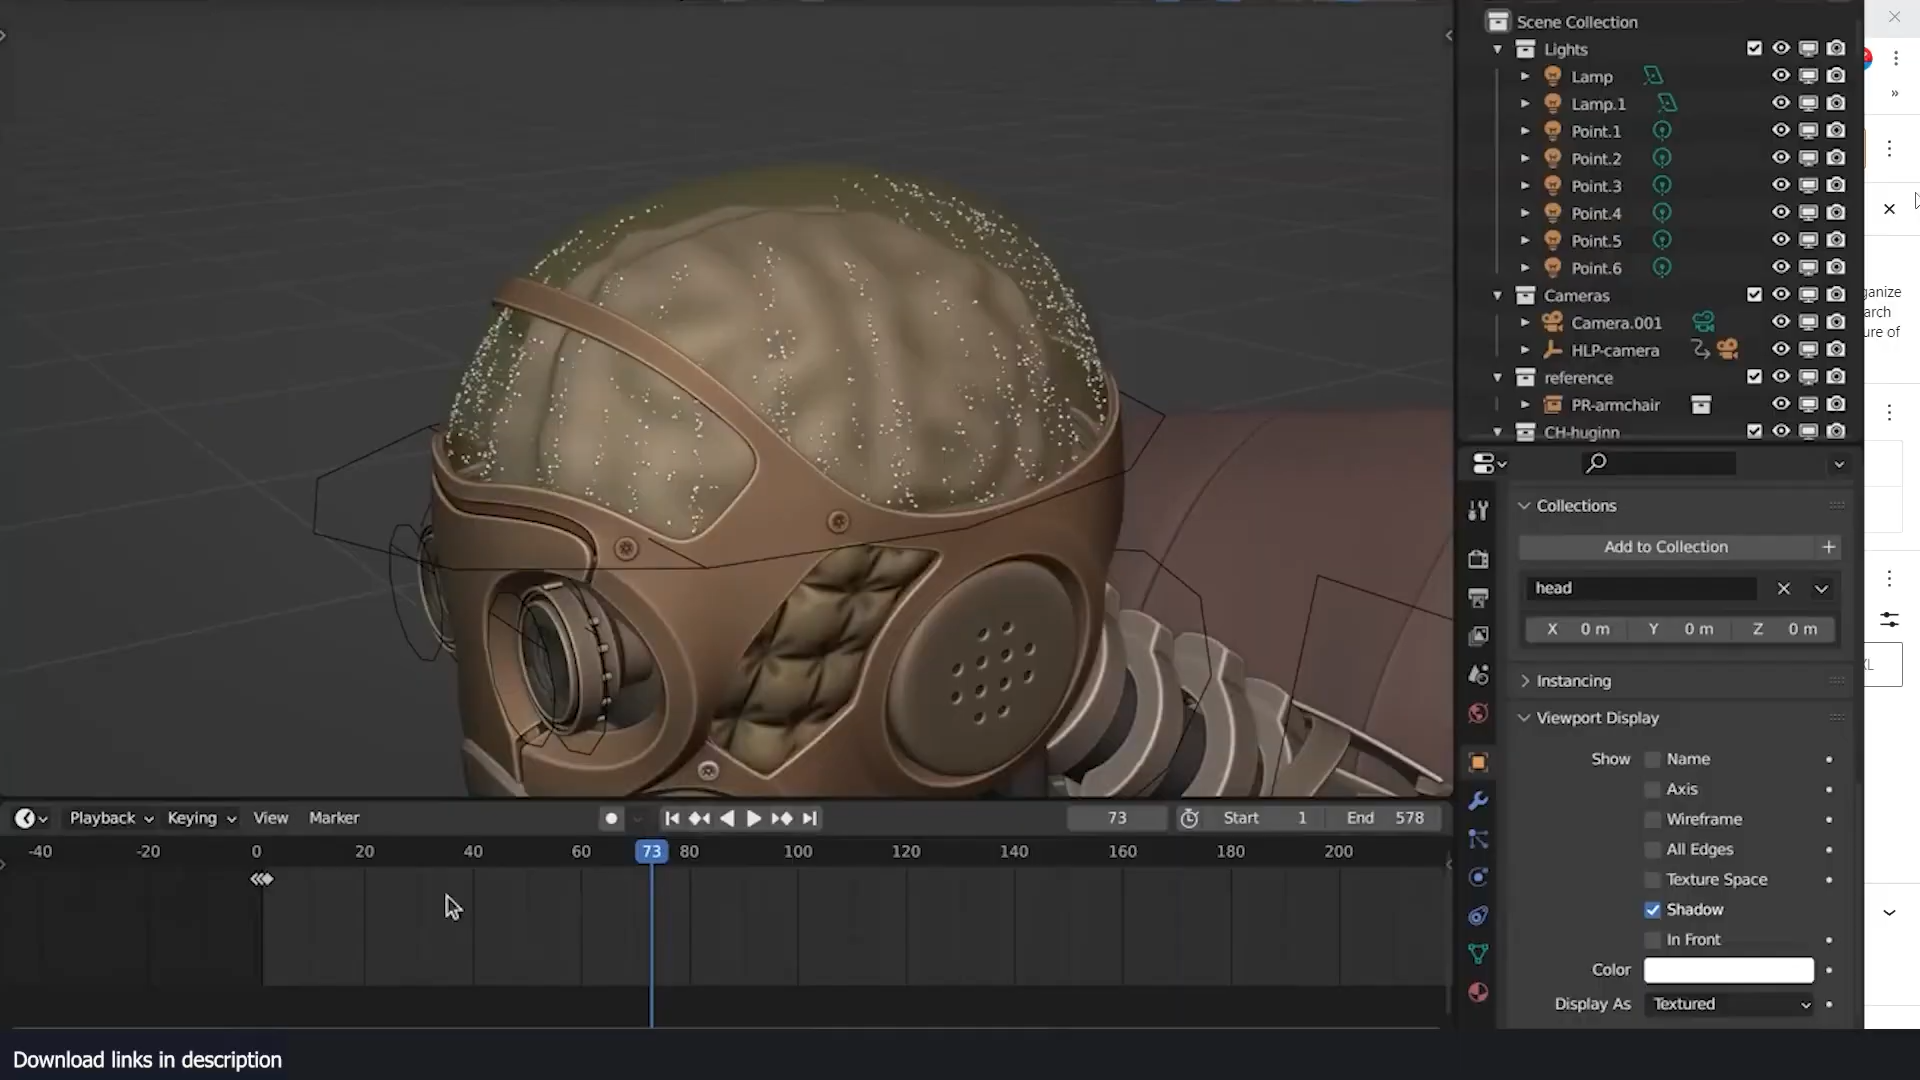 Scene Collection
Lights
Lamp
Lamp.1
Point.1
Point.2
Point.3
Point.4
Point.5
Point.6
Cameras
Camera.001
HLP-camera
reference
PR-armchair
CH-huginn
»
ganize
arch
ure of
Collections
Add to Collection +
head
X 0 m Y 0 m Z 0 m
Instancing
Viewport Display
Show Name
Axis
Wireframe
All Edges
Texture Space
Shadow
In Front
Color
Display As Textured
Playback Keying View Marker
73 Start 1 End 578
-40 -20 0 20 40 60 73 80 100 120 140 160 180 200
Download links in description